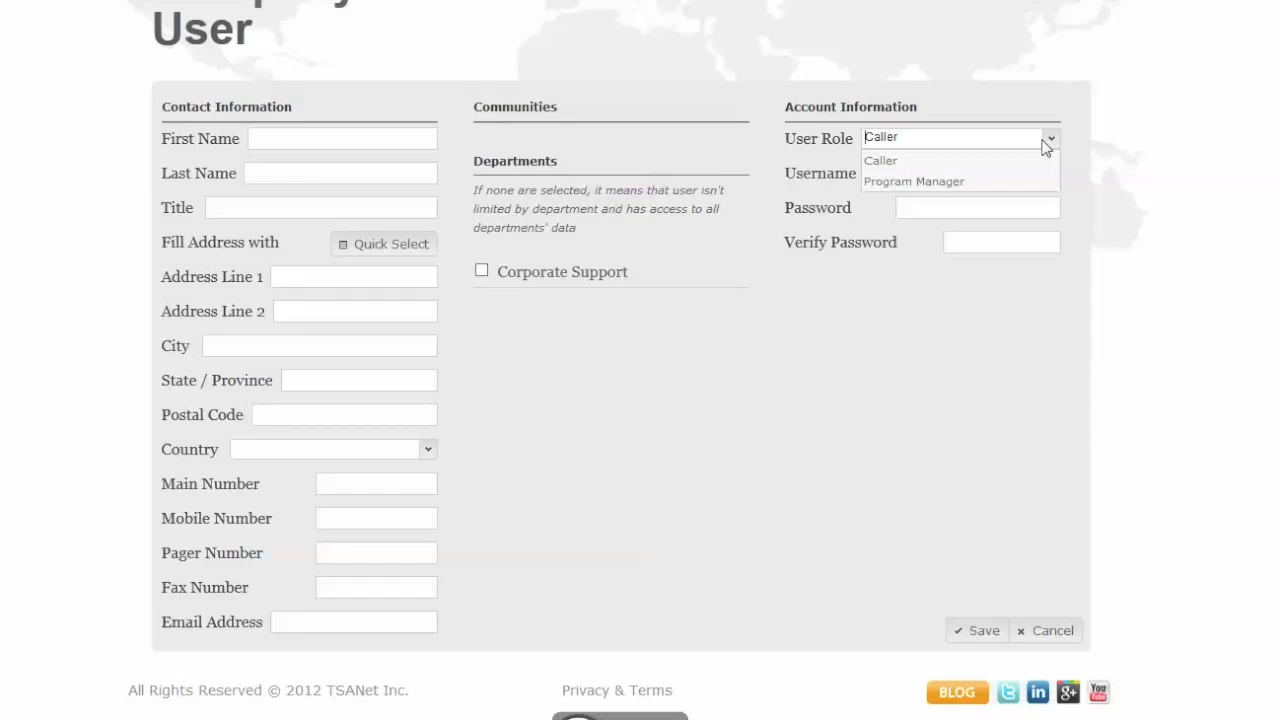 User
Contact Information
First Name
Last Name
Title
Fill Address with
Quick Select
Address Line 1
Address Line 2
City
State / Province
Postal Code
Country
Main Number
Mobile Number
Pager Number
Fax Number
Email Address
Communities
Departments
If none are selected, it means that user isn't
limited by department and has access to all
departments' data
Corporate Support
Account Information
User Role
Caller
Caller
Program Manager
Username
Password
Verify Password
Save
Cancel
All Rights Reserved © 2012 TSANet Inc.
Privacy & Terms
BLOG
in
g+
You